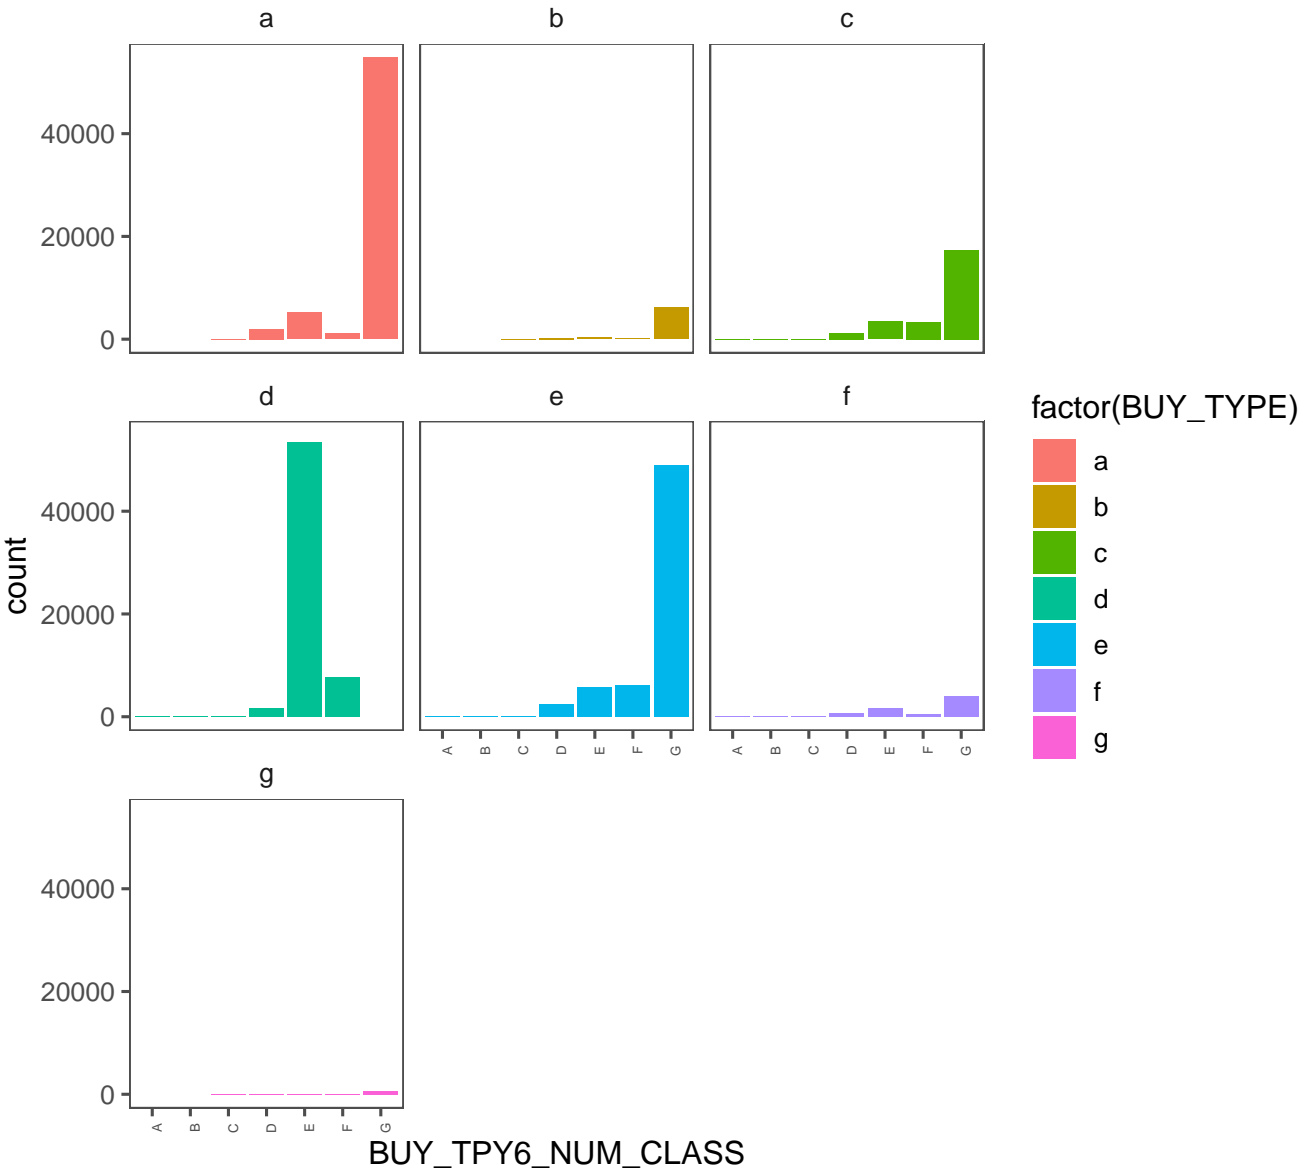 a b c
40000
20000
0
d e f
40000
20000
0
A B C D E F G
A B C D E F G
g
40000
20000
0
A B C D E F G
count
BUY_TPY6_NUM_CLASS
factor(BUY_TYPE)
a
b
c
d
e
f
g